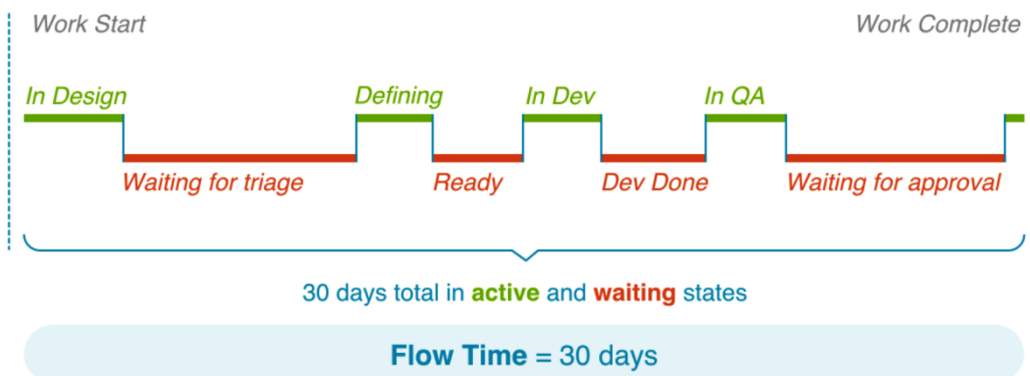 Work Start
Work Complete
In Design
Defining
In Dev
In QA
Waiting for triage
Ready
Dev Done
Waiting for approval
30 days total in active and waiting states
Flow Time = 30 days